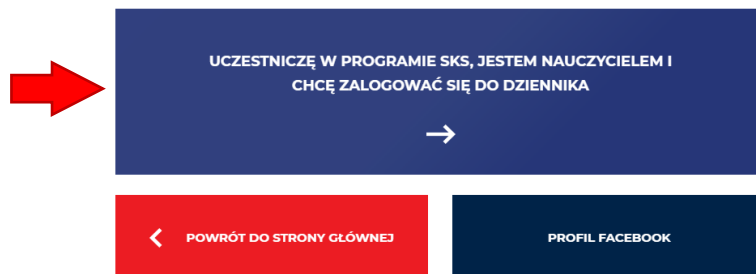 UCZESTNICZĘ W PROGRAMIE SKS, JESTEM NAUCZYCIELEM I
CHCĘ ZALOGOWAĆ SIĘ DO DZIENNIKA
POWRÓT DO STRONY GŁÓWNEJ
PROFIL FACEBOOK